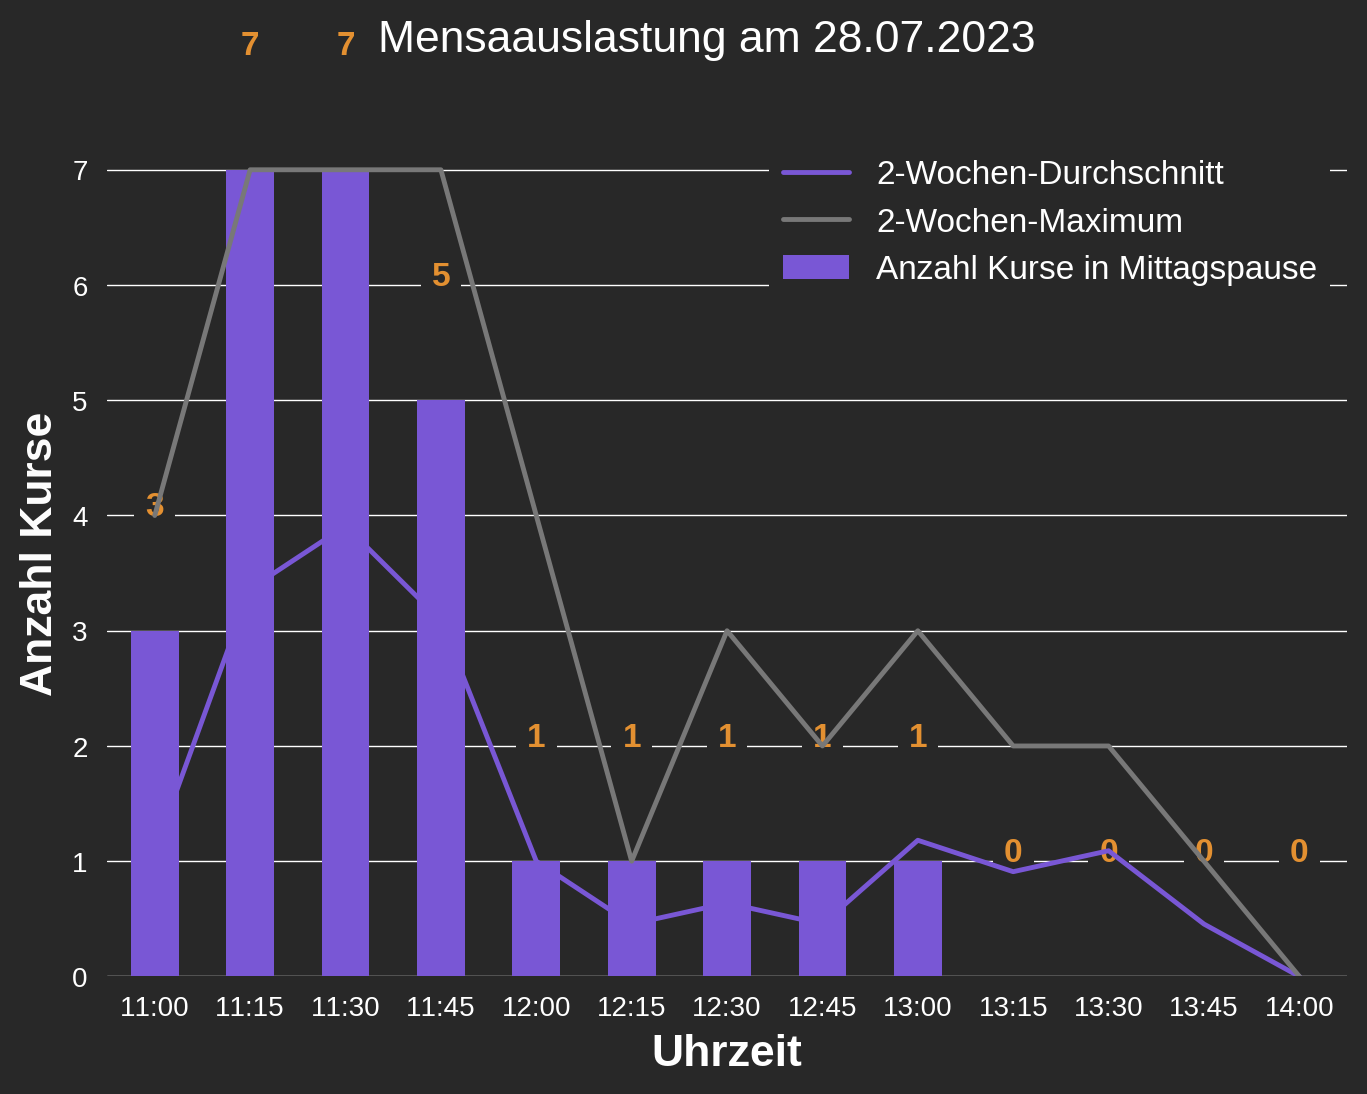 Mensaauslastung am 28.07.2023
7 7
5
3
1 1 1 1 1
0 0 0 0
2-Wochen-Durchschnitt
2-Wochen-Maximum
Anzahl Kurse in Mittagspause
Anzahl Kurse
7
6
5
4
3
2
1
0
11:00 11:15 11:30 11:45 12:00 12:15 12:30 12:45 13:00 13:15 13:30 13:45 14:00
Uhrzeit